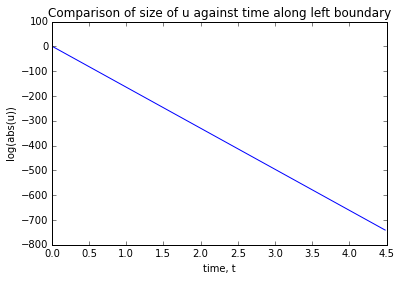 Comparison of size of u against time along left boundary
100
0
−100
−200
−300
−400
−500
−600
−700
−800
log(abs(u))
0.0 0.5 1.0 1.5 2.0 2.5 3.0 3.5 4.0 4.5
time, t